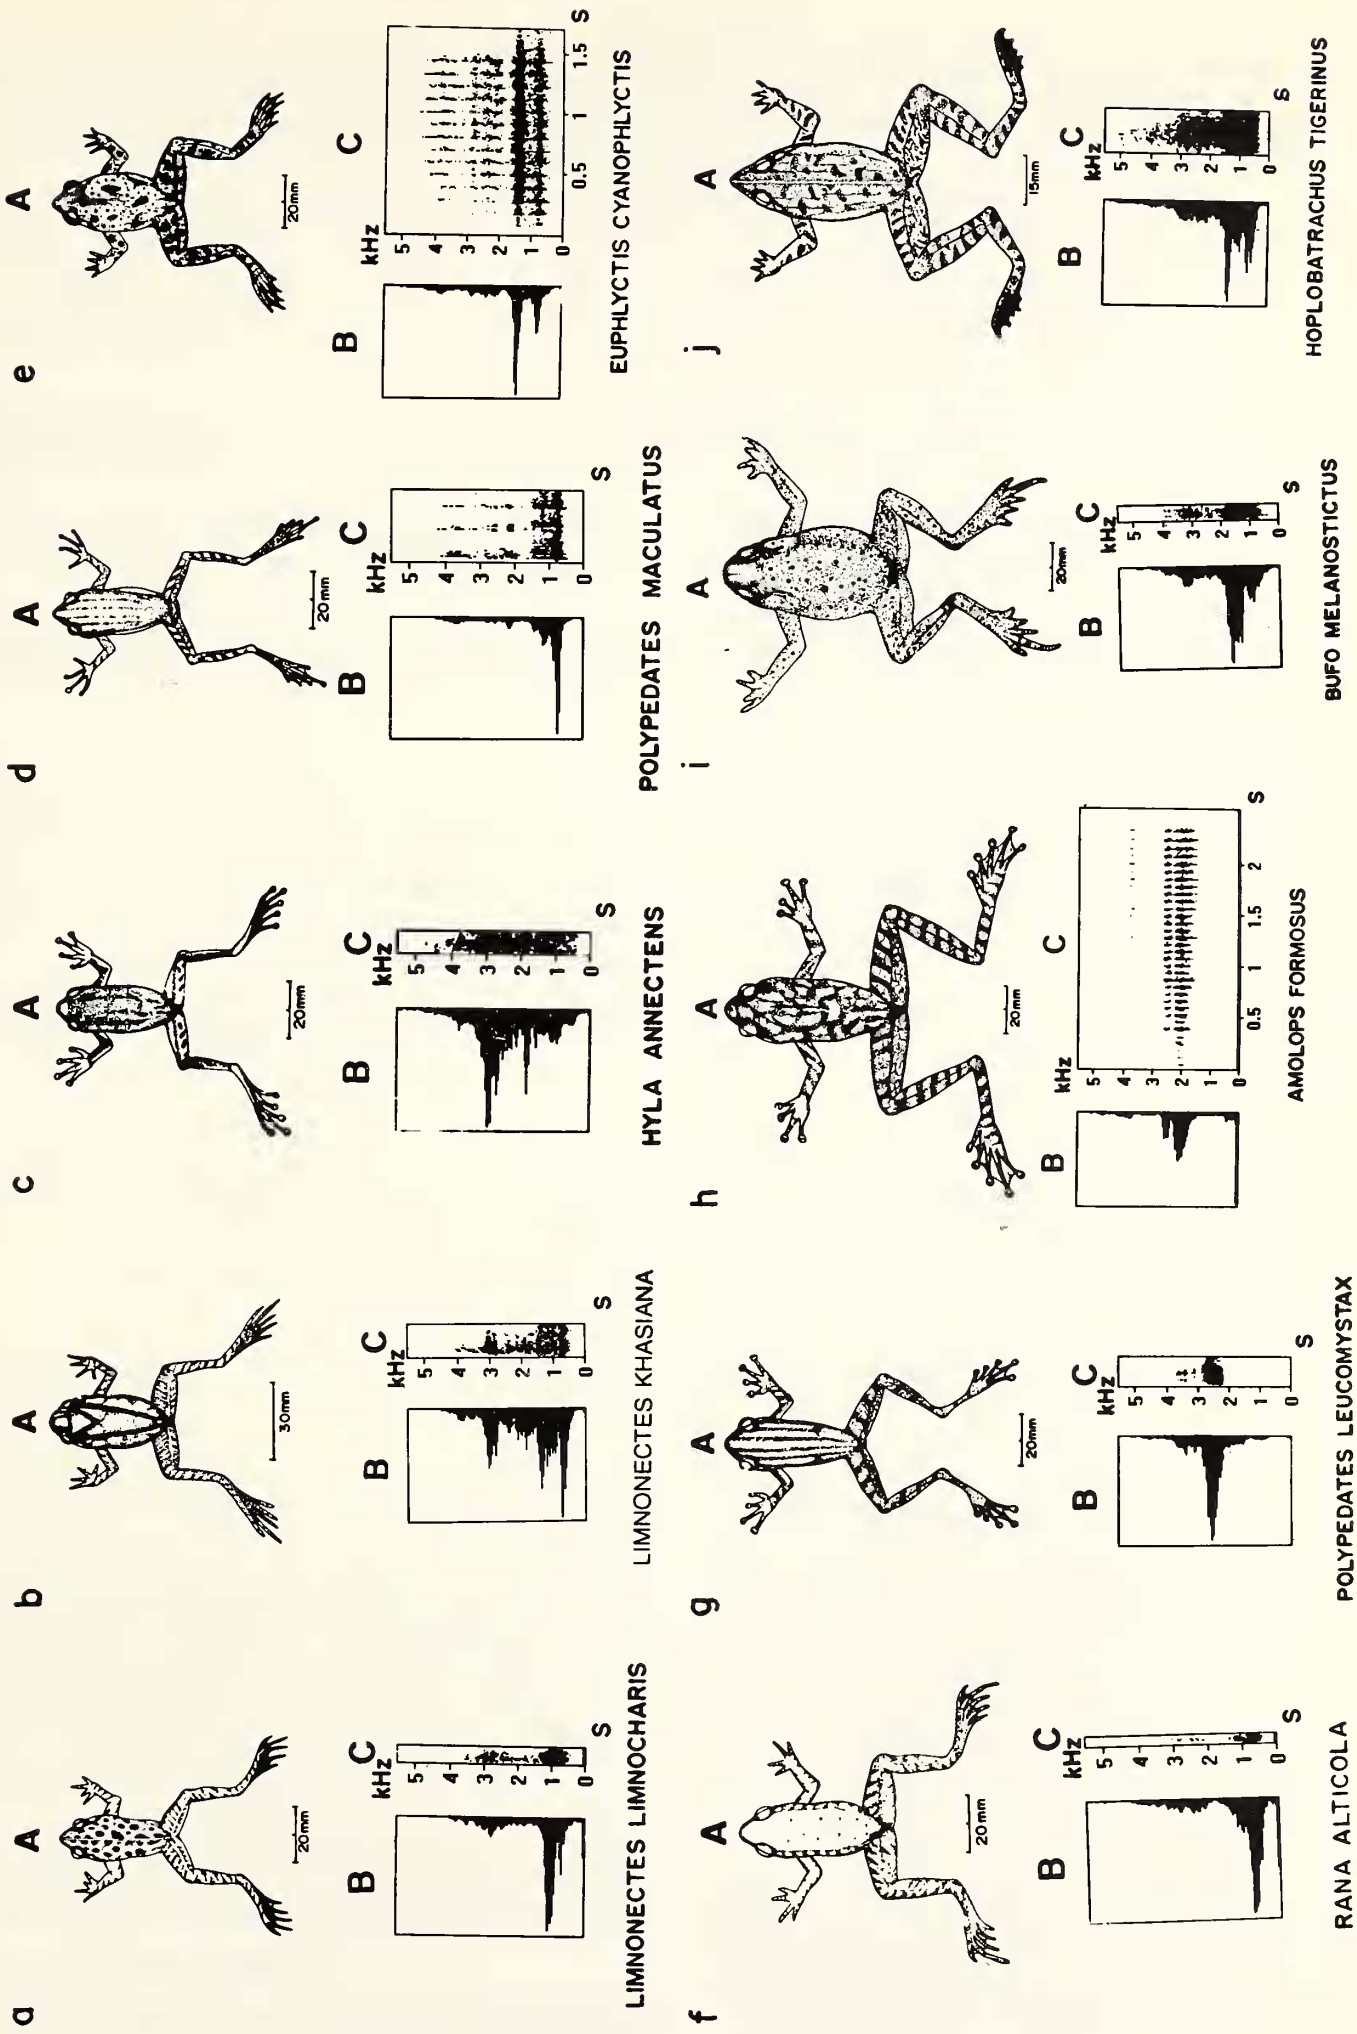 a
A
20mm
B
C
kHz
5
4
3
2
1
0
S
LIMNONECTES LIMNOCHARIS
b
A
30mm
B
C
kHz
5
4
3
2
1
0
S
LIMNONECTES KHASIANA
c
A
20mm
B
C
kHz
5
4
3
2
1
0
S
HYLA ANNECTENS
d
A
20mm
B
C
kHz
5
4
3
2
1
0
S
POLYPEDATES MACULATUS
e
A
20mm
B
C
kHz
5
4
3
2
1
0
0.5 1 1.5 S
EUPHLYCTIS CYANOPHLYCTIS
f
A
20mm
B
C
kHz
5
4
3
2
1
0
S
RANA ALTICOLA
g
A
20mm
B
C
kHz
5
4
3
2
1
0
S
POLYPEDATES LEUCOMYSTAX
h
A
20mm
B
C
kHz
5
4
3
2
1
0
0.5 1 1.5 2 S
AMOLOPS FORMOSUS
i
A
20mm
B
C
kHz
5
4
3
2
1
0
S
BUFO MELANOSTICTUS
j
A
15mm
B
C
kHz
5
4
3
2
1
0
S
HOPLOBATRACHUS TIGERINUS